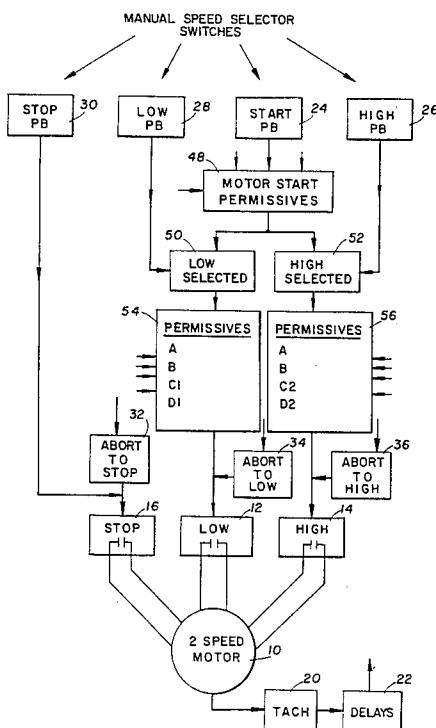 MANUAL SPEED SELECTOR
SWITCHES
STOP
PB
30
LOW
PB
28
START
PB
24
HIGH
PB
26
48
MOTOR START
PERMISSIVES
50
LOW
SELECTED
52
HIGH
SELECTED
54
PERMISSIVES
A
B
C1
D1
56
PERMISSIVES
A
B
C2
D2
32
ABORT
TO
STOP
34
ABORT
TO
LOW
36
ABORT
TO
HIGH
STOP
16
LOW
12
HIGH
14
2 SPEED
MOTOR
10
TACH
20
DELAYS
22